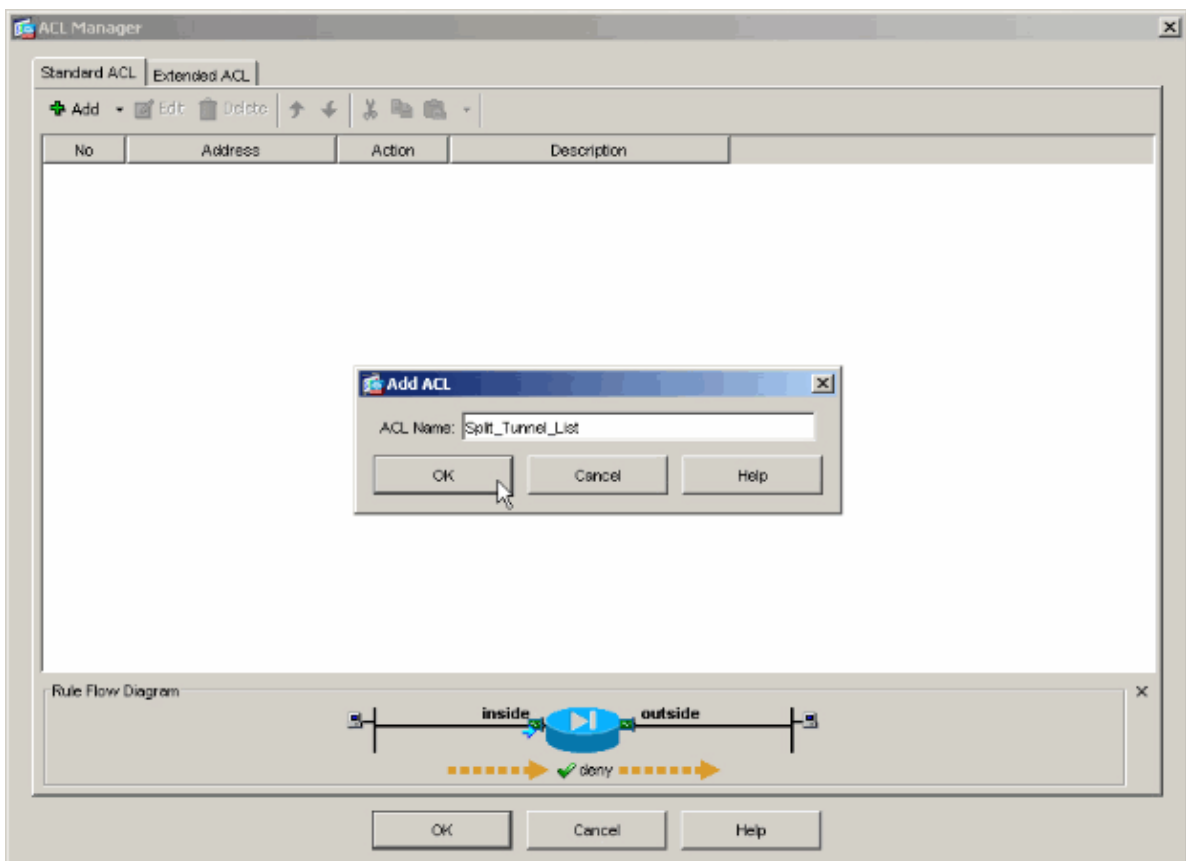 ACL Manager
Standard ACL Extended ACL
Add Edit Delete
No Address Action Description
Add ACL
ACL Name: Split_Tunnel_List
OK Cancel Help
Rule Flow Diagram
inside outside
deny
OK Cancel Help